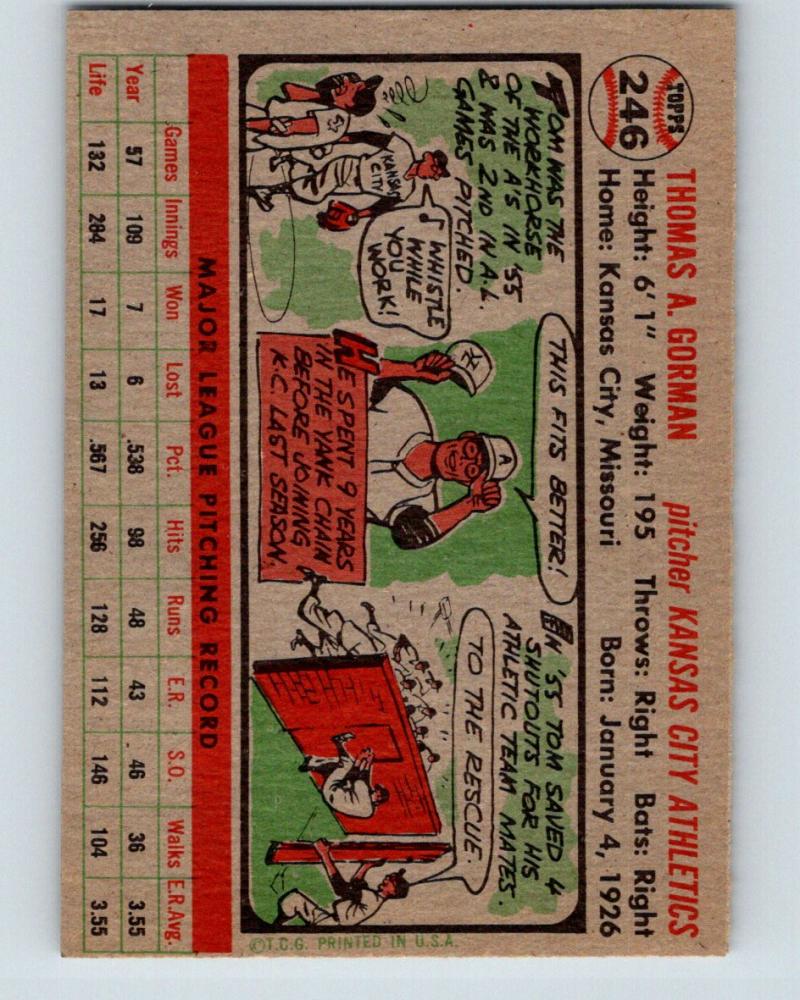 TOPPS
246
THOMAS A. GORMAN pitcher KANSAS CITY ATHLETICS
Height: 6' 1" Weight: 195 Throws: Right Bats: Right
Home: Kansas City, Missouri Born: January 4, 1926
TOM WAS THE
WORKHORSE
OF THE A'S IN '55
& WAS 2ND IN A.L.
GAMES PITCHED.
KANSAS
CITY
WHISTLE
WHILE
YOU
WORK!
THIS FITS BETTER!
A
HE SPENT 9 YEARS
IN THE YANK CHAIN
BEFORE JOINING
K.C. LAST SEASON.
IN '55 TOM SAVED 4
SHUTOUTS FOR HIS
ATHLETIC TEAM MATES.
TO THE RESCUE.
©T.C.G. PRINTED IN U.S.A.
MAJOR LEAGUE PITCHING RECORD
Games Innings Won Lost Pct. Hits Runs E.R. S.O. Walks E.R.Avg.
Year 57 109 7 6 .538 98 48 43 46 36 3.55
Life 132 284 17 13 .567 256 128 112 146 104 3.55